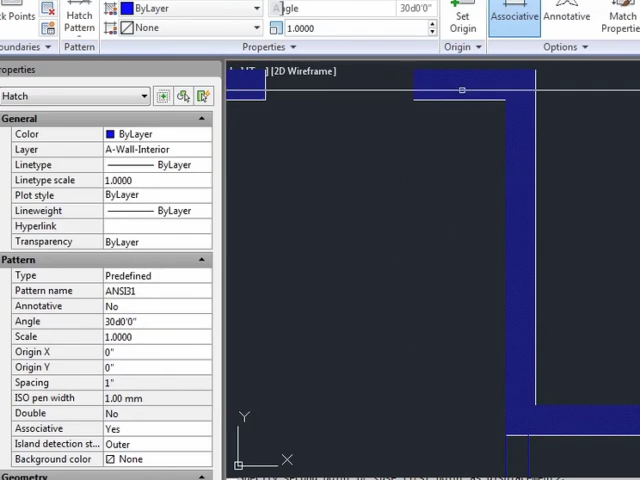 ck Points
Hatch
Pattern
ByLayer
None
Angle
30d0'0"
1.0000
Set
Origin
Associative
Annotative
Match
Propertie
oundaries
Pattern
Properties
Origin
Options
roperties
[2D Wireframe]
Hatch
General
Color ByLayer
Layer A-Wall-Interior
Linetype ByLayer
Linetype scale 1.0000
Plot style ByLayer
Lineweight ByLayer
Hyperlink
Transparency ByLayer
Pattern
Type Predefined
Pattern name ANSI31
Annotative No
Angle 30d0'0"
Scale 1.0000
Origin X 0"
Origin Y 0"
Spacing 1"
ISO pen width 1.00 mm
Double No
Associative Yes
Island detection st... Outer
Background color None
Geometry
Y
X